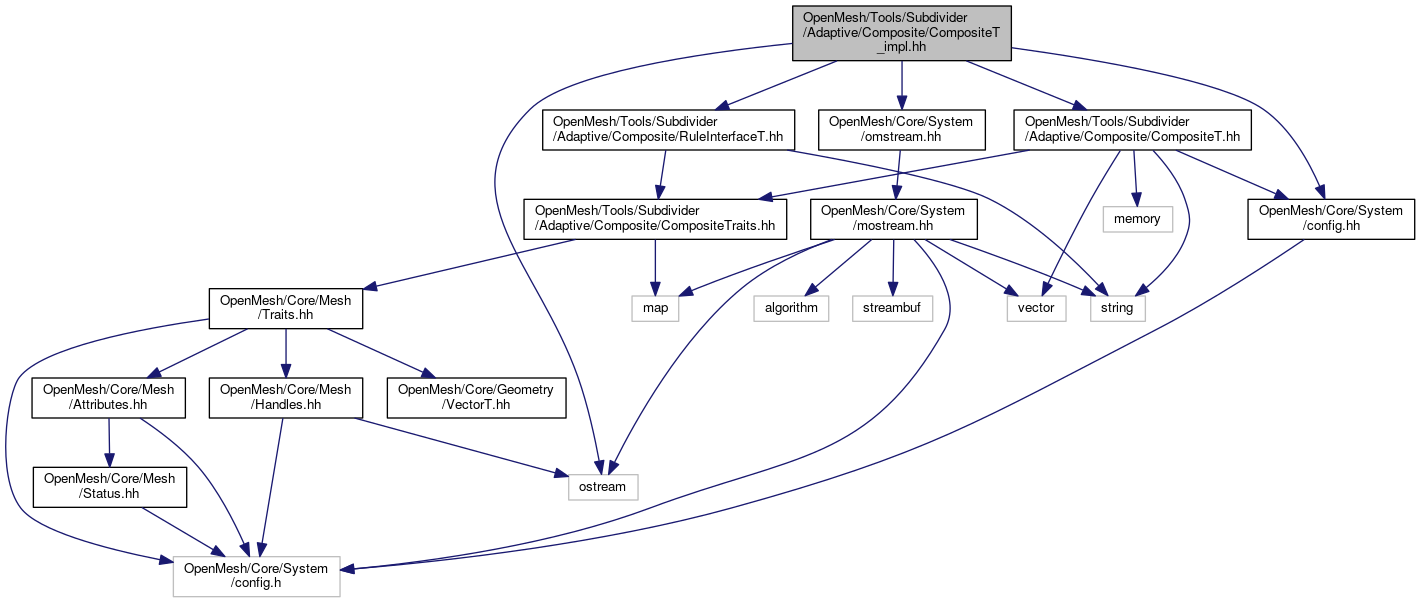 OpenMesh/Tools/Subdivider
/Adaptive/Composite/CompositeT
_impl.hh
OpenMesh/Tools/Subdivider
/Adaptive/Composite/RuleInterfaceT.hh
OpenMesh/Core/System
/omstream.hh
OpenMesh/Tools/Subdivider
/Adaptive/Composite/CompositeT.hh
OpenMesh/Tools/Subdivider
/Adaptive/Composite/CompositeTraits.hh
OpenMesh/Core/System
/mostream.hh
memory
OpenMesh/Core/System
/config.hh
OpenMesh/Core/Mesh
/Traits.hh
map
algorithm
streambuf
vector
string
OpenMesh/Core/Mesh
/Attributes.hh
OpenMesh/Core/Mesh
/Handles.hh
OpenMesh/Core/Geometry
/VectorT.hh
OpenMesh/Core/Mesh
/Status.hh
ostream
OpenMesh/Core/System
/config.h